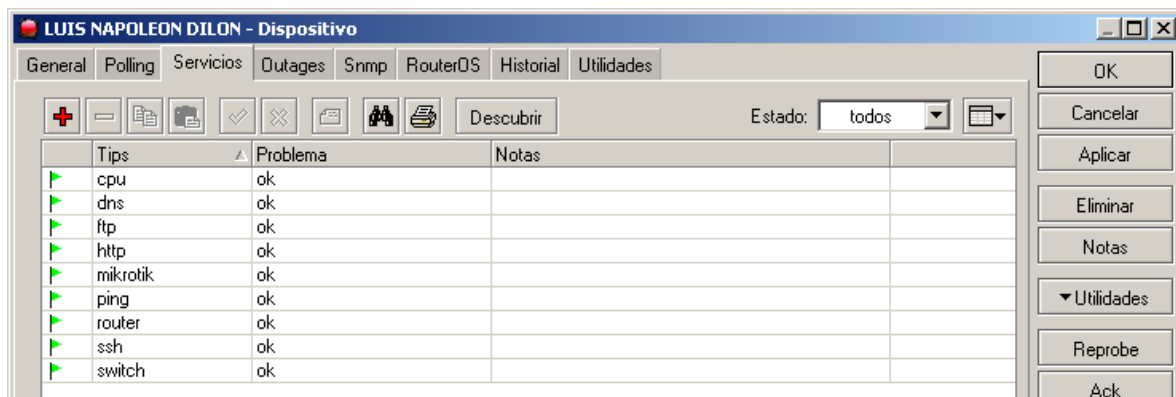 LUIS NAPOLEON DILON - Dispositivo
General Polling Servicios Outages Snmp RouterOS Historial Utilidades
Descubrir Estado: todos
Tips Problema Notas
cpu ok
dns ok
ftp ok
http ok
mikrotik ok
ping ok
router ok
ssh ok
switch ok
OK
Cancelar
Aplicar
Eliminar
Notas
Utilidades
Reprobe
Ack